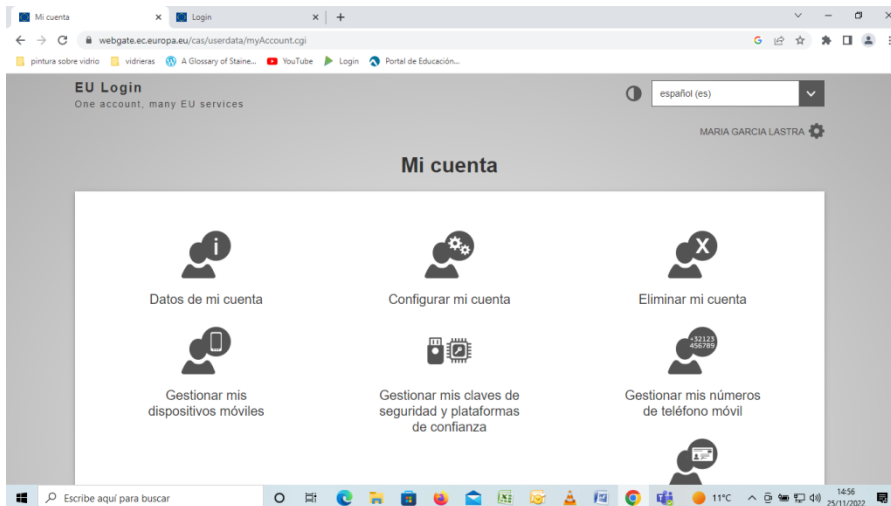 Mi cuenta
Login
webgate.ec.europa.eu/cas/userdata/myAccount.cgi
pintura sobre vidrio vidrieras A Glossary of Staine... YouTube Login Portal de Educación...
EU Login
One account, many EU services
español (es)
MARIA GARCIA LASTRA
Mi cuenta
i
X
Datos de mi cuenta
Configurar mi cuenta
Eliminar mi cuenta
+32123
456789
Gestionar mis
dispositivos móviles
Gestionar mis claves de
seguridad y plataformas
de confianza
Gestionar mis números
de teléfono móvil
Escribe aquí para buscar
11°C
14:56
25/11/2022